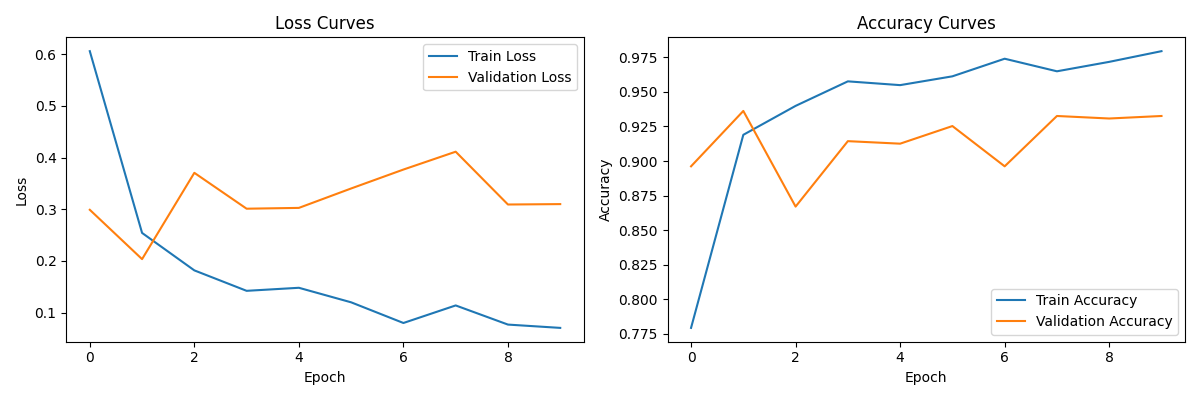 Loss Curves
Train Loss
Validation Loss
0.6
0.5
0.4
0.3
0.2
0.1
Loss
0 2 4 6 8
Epoch
Accuracy Curves
0.975
0.950
0.925
0.900
0.875
0.850
0.825
0.800
0.775
Accuracy
Train Accuracy
Validation Accuracy
0 2 4 6 8
Epoch